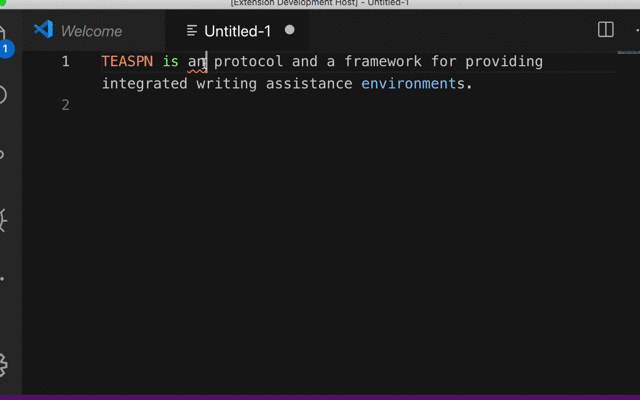 [Extension Development Host] - Untitled-1
Welcome
Untitled-1
1
1
TEASPN is an protocol and a framework for providing
integrated writing assistance environments.
2